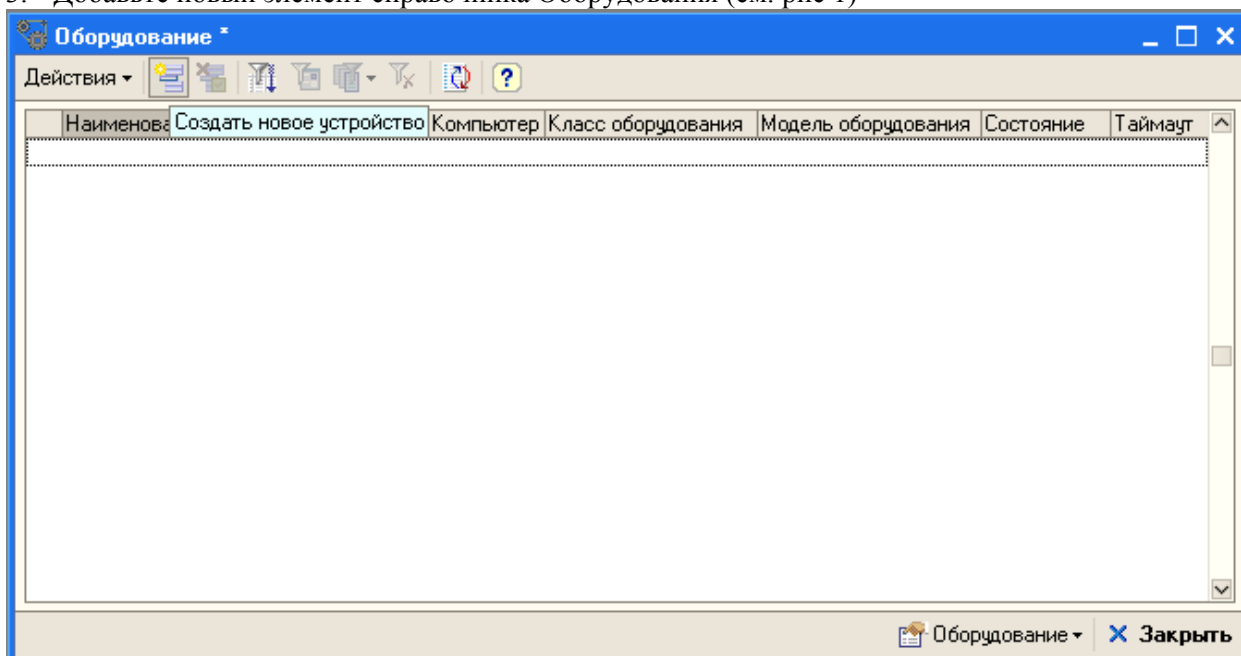 Добавьте новый элемент справочника Оборудования (см. рис 1)
Оборудование *
Действия
Создать новое устройство Компьютер Класс оборудования Модель оборудования Состояние Таймаут
Оборудование Закрыть